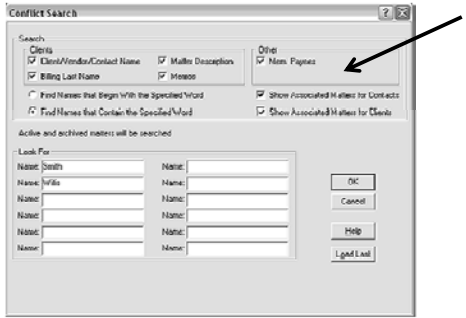 Conflict Search
Search
Clients
Client/Vendor/Contact Name
Matter Description
Billing Last Name
Memos
Other
Mem. Payees
Find Names that Begin With the Specified Word
Find Names that Contain the Specified Word
Show Associated Matters for Contacts
Show Associated Matters for Clients
Active and archived matters will be searched
Look For
Name: Smith Name:
Name: Willis Name:
Name: Name:
Name: Name:
Name: Name:
Name: Name:
OK
Cancel
Help
Load Last